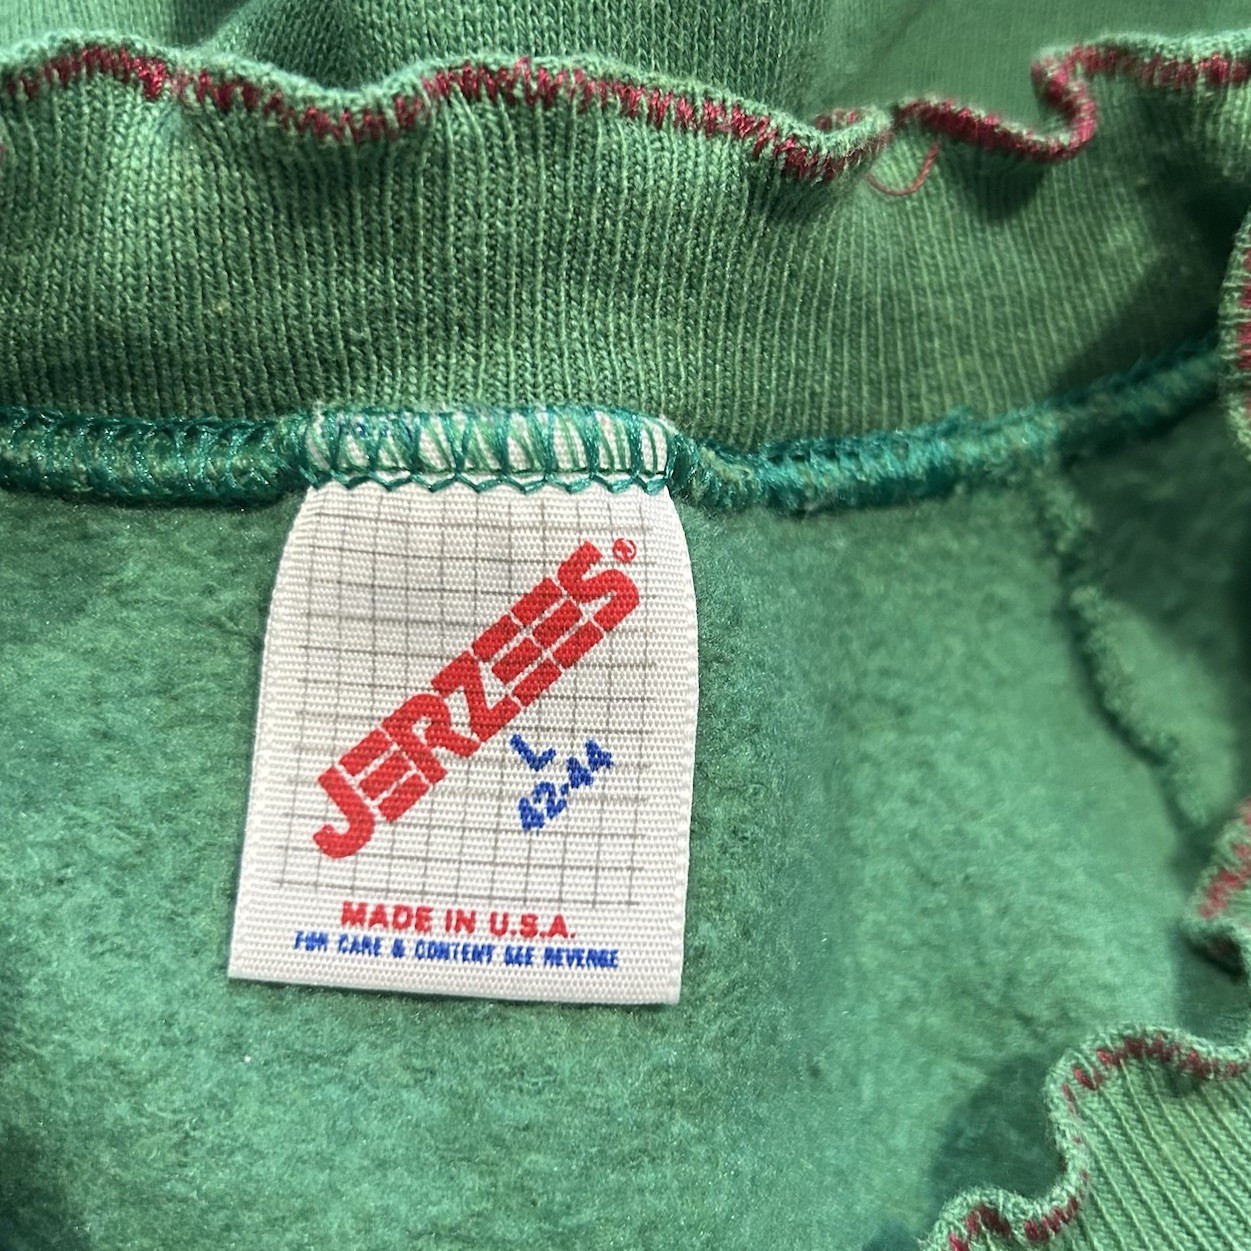 JERZEES®
L
42-44
MADE IN U.S.A.
FOR CARE & CONTENT SEE REVERSE